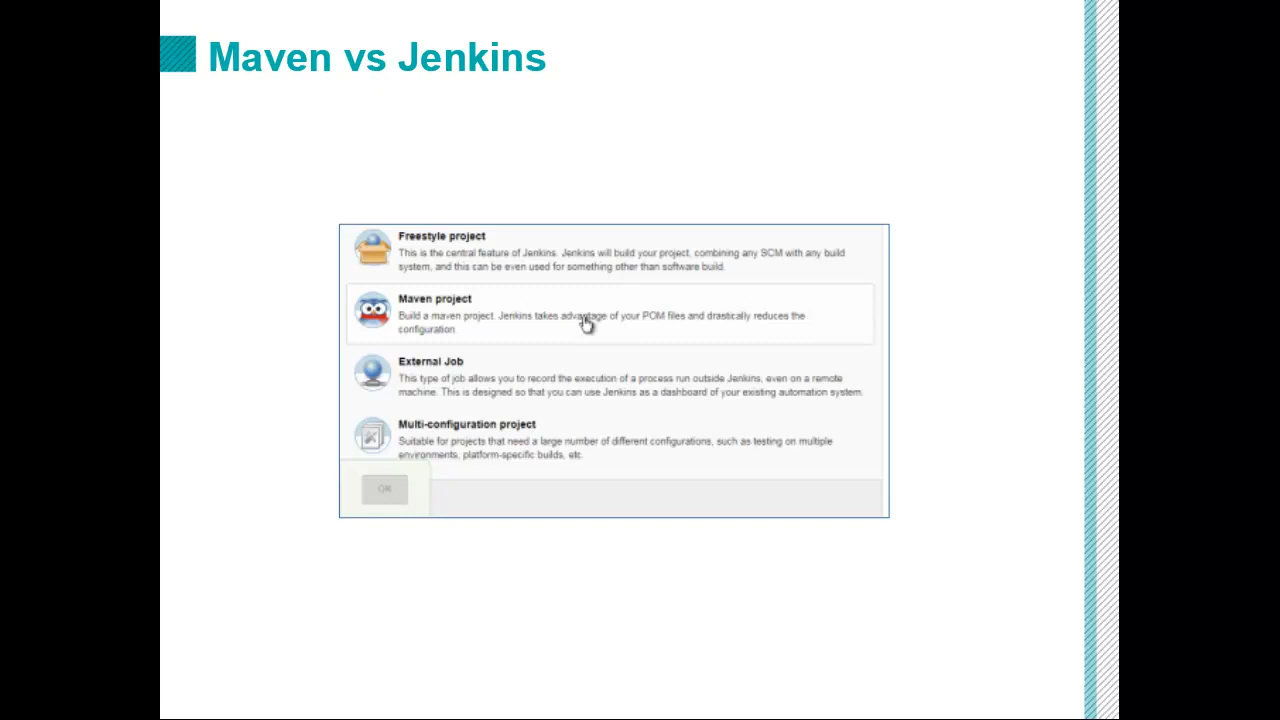 Maven vs Jenkins
Freestyle project
This is the central feature of Jenkins. Jenkins will build your project, combining any SCM with any build
system, and this can be even used for something other than software build.
Maven project
Build a maven project. Jenkins takes advantage of your POM files and drastically reduces the
configuration
External Job
This type of job allows you to record the execution of a process run outside Jenkins, even on a remote
machine. This is designed so that you can use Jenkins as a dashboard of your existing automation system.
Multi-configuration project
Suitable for projects that need a large number of different configurations, such as testing on multiple
environments, platform-specific builds, etc.
OK